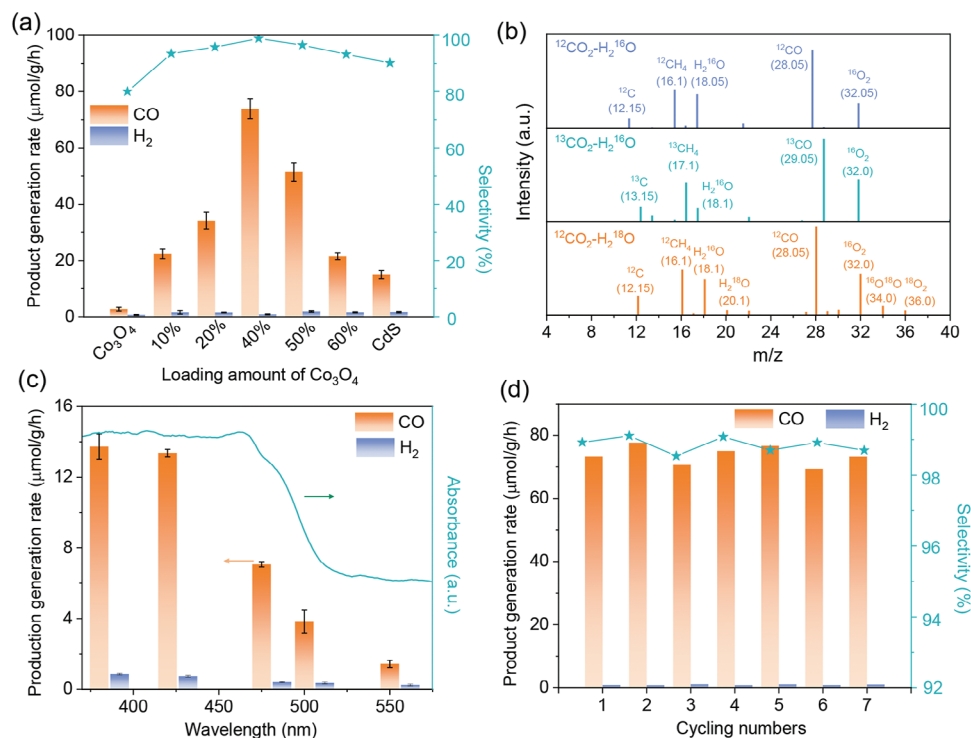 (a)
100
80
60
40
20
0
Product generation rate (μmol/g/h)
CO
H₂
100
80
60
40
20
0
Selectivity (%)
Co₃O₄ 10% 20% 40% 50% 60% CdS
Loading amount of Co₃O₄
(b)
Intensity (a.u.)
¹²CO₂-H₂¹⁶O
¹²C
(12.15)
¹²CH₄
(16.1)
H₂¹⁶O
(18.05)
¹²CO
(28.05)
¹⁶O₂
(32.05)
¹³CO₂-H₂¹⁶O
¹³C
(13.15)
¹³CH₄
(17.1)
H₂¹⁶O
(18.1)
¹³CO
(29.05)
¹⁶O₂
(32.0)
¹²CO₂-H₂¹⁸O
¹²C
(12.15)
¹²CH₄
(16.1)
H₂¹⁶O
(18.1)
H₂¹⁸O
(20.1)
¹²CO
(28.05)
¹⁶O₂
(32.0)
¹⁶O¹⁸O
(34.0)
¹⁸O₂
(36.0)
4 8 12 16 20 24 28 32 36 40
m/z
(c)
16
12
8
4
0
Production generation rate (μmol/g/h)
CO
H₂
Absorbance (a.u.)
400 450 500 550
Wavelength (nm)
(d)
80
60
40
20
0
Product generation rate (μmol/g/h)
CO
H₂
100
99
98
96
95
92
Selectivity (%)
1 2 3 4 5 6 7
Cycling numbers